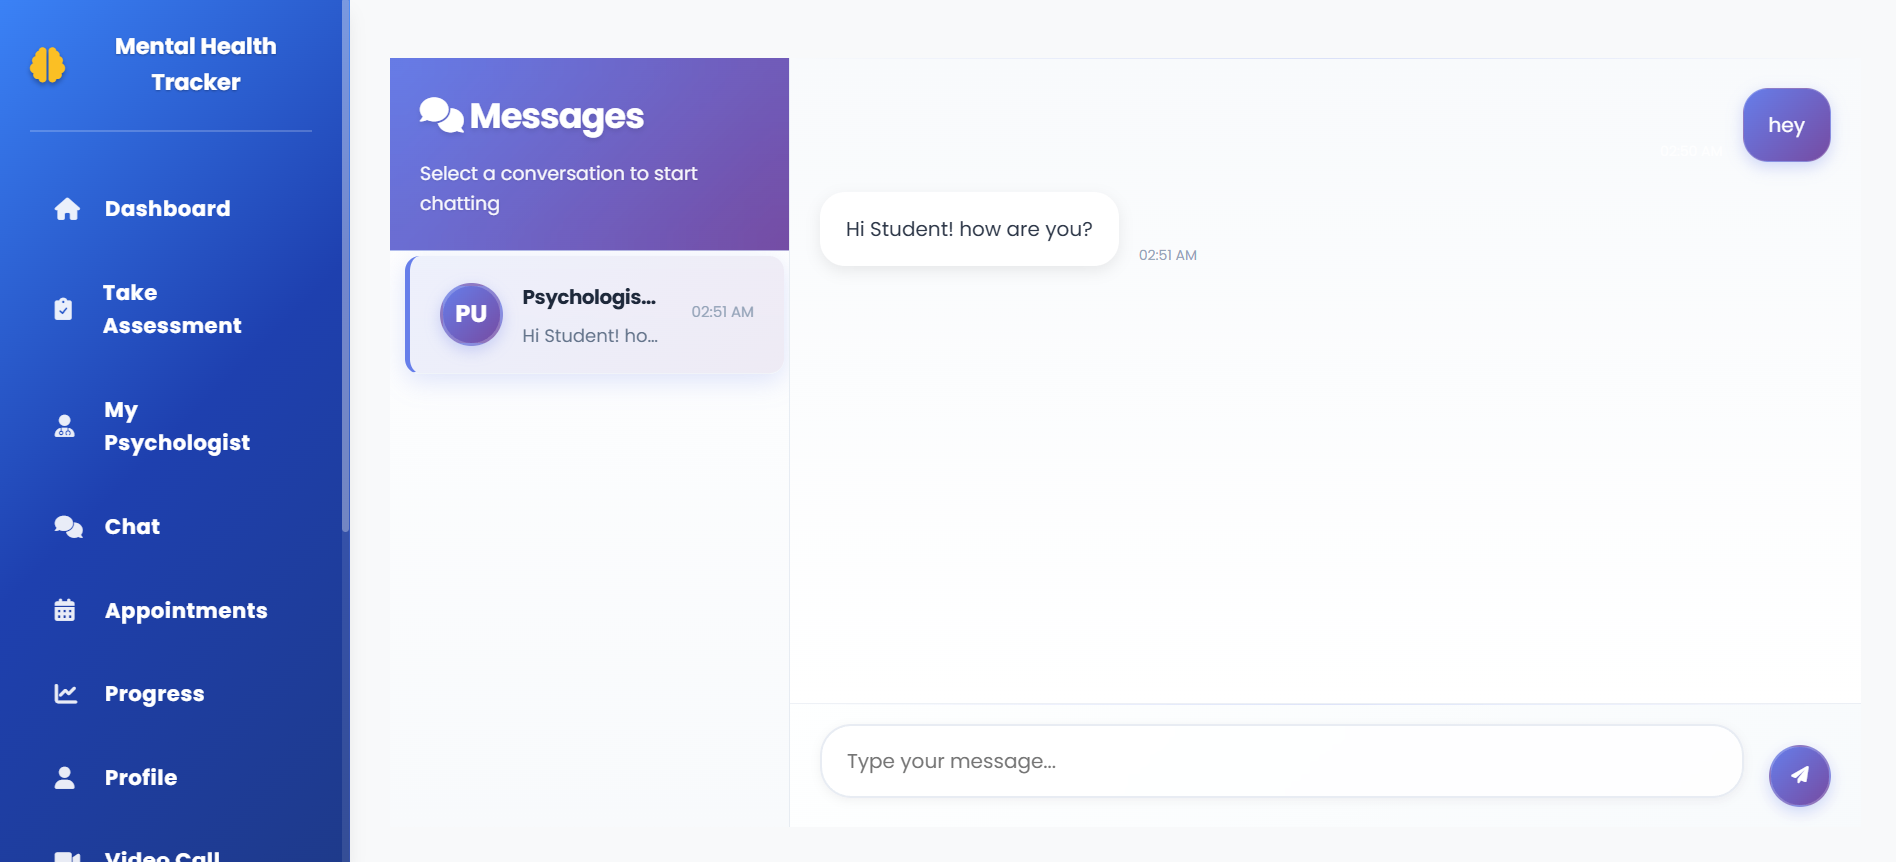 Mental Health
Tracker
Dashboard
Take
Assessment
My
Psychologist
Chat
Appointments
Progress
Profile
Video Call
Messages
Select a conversation to start
chatting
PU
Psychologis...
02:51 AM
Hi Student! ho...
hey
Hi Student! how are you?
02:51 AM
Type your message...